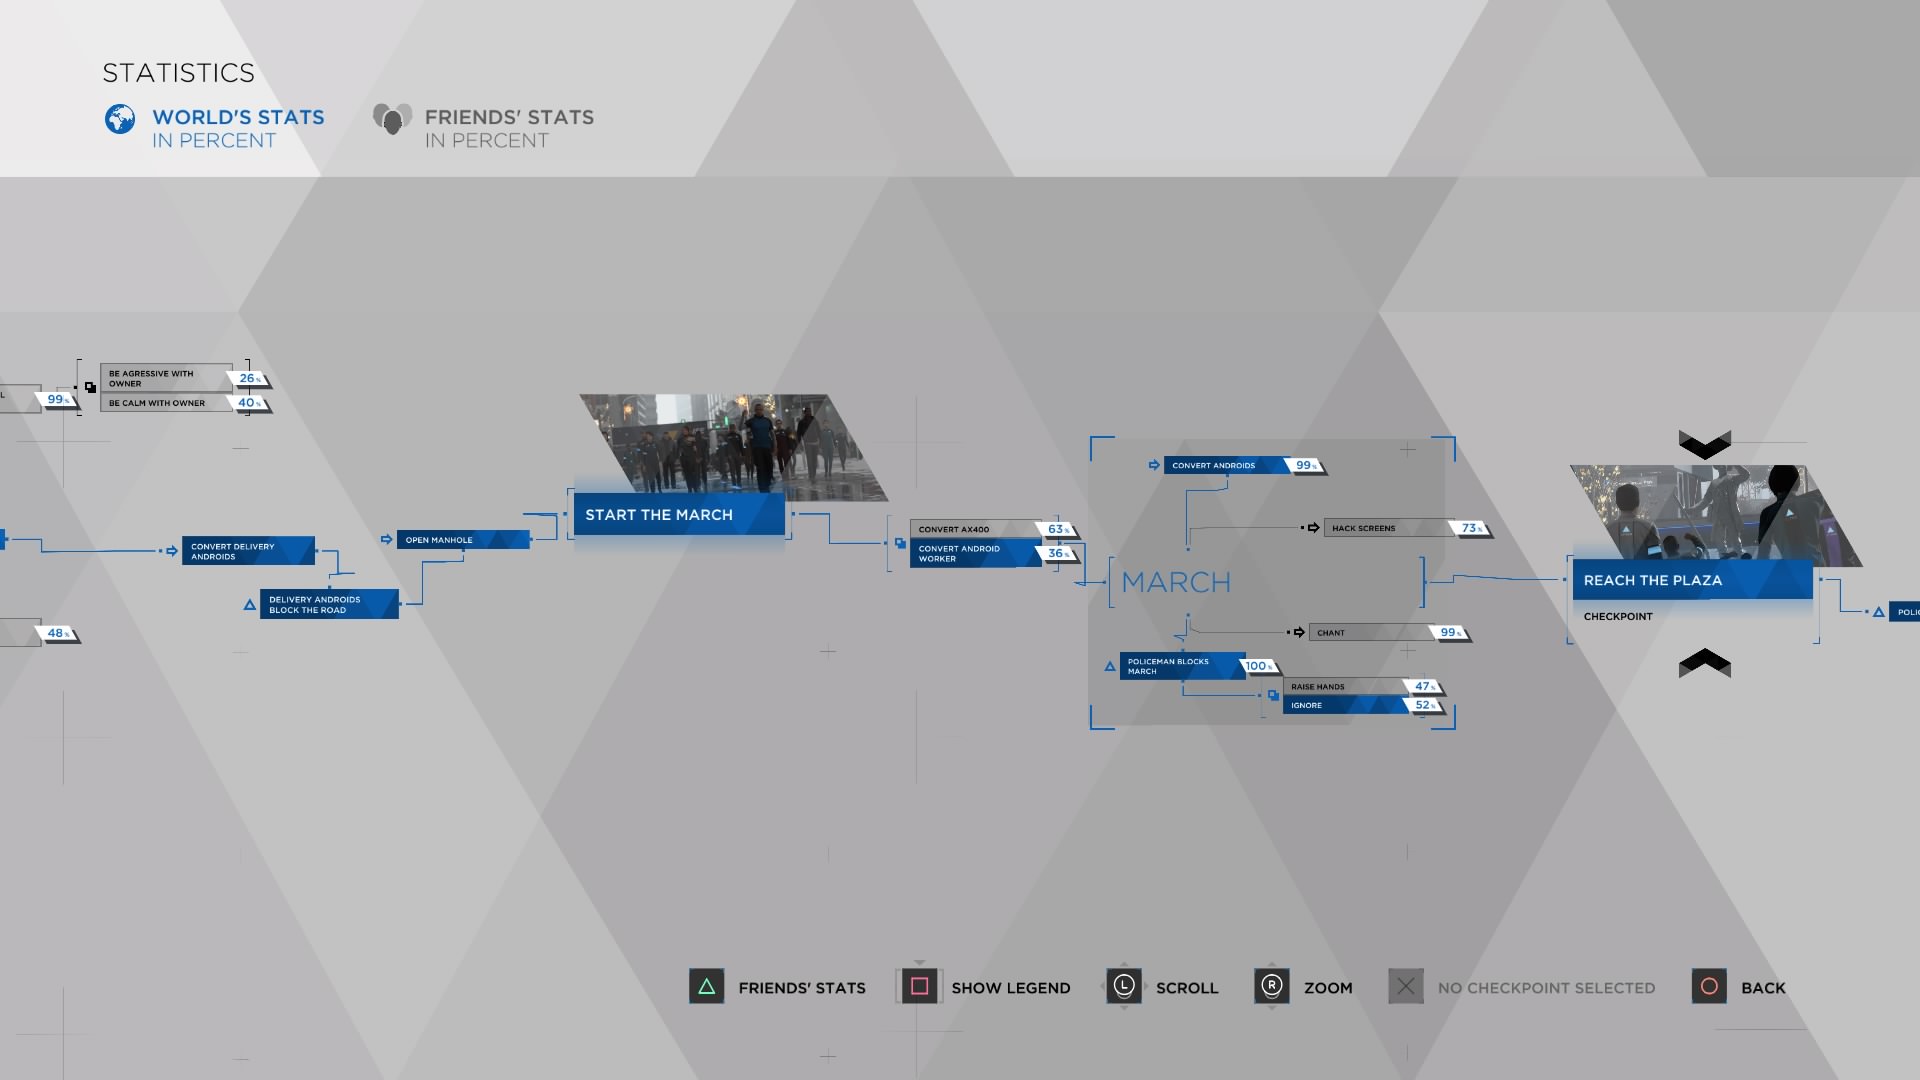 STATISTICS
WORLD'S STATS
IN PERCENT
FRIENDS' STATS
IN PERCENT
L
99%
BE AGRESSIVE WITH
OWNER
26%
BE CALM WITH OWNER
40%
48%
CONVERT DELIVERY
ANDROIDS
DELIVERY ANDROIDS
BLOCK THE ROAD
OPEN MANHOLE
START THE MARCH
CONVERT AX400
63%
CONVERT ANDROID
WORKER
36%
CONVERT ANDROIDS
99%
HACK SCREENS
73%
MARCH
CHANT
99%
POLICEMAN BLOCKS
MARCH
100%
RAISE HANDS
47%
IGNORE
52%
REACH THE PLAZA
CHECKPOINT
POLIC
FRIENDS' STATS
SHOW LEGEND
L
SCROLL
R
ZOOM
NO CHECKPOINT SELECTED
BACK